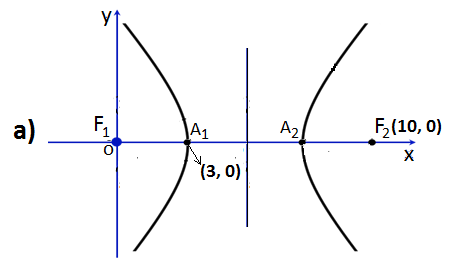 y
a)
F1
A1
A2
F2 (10, 0)
O
x
(3, 0)